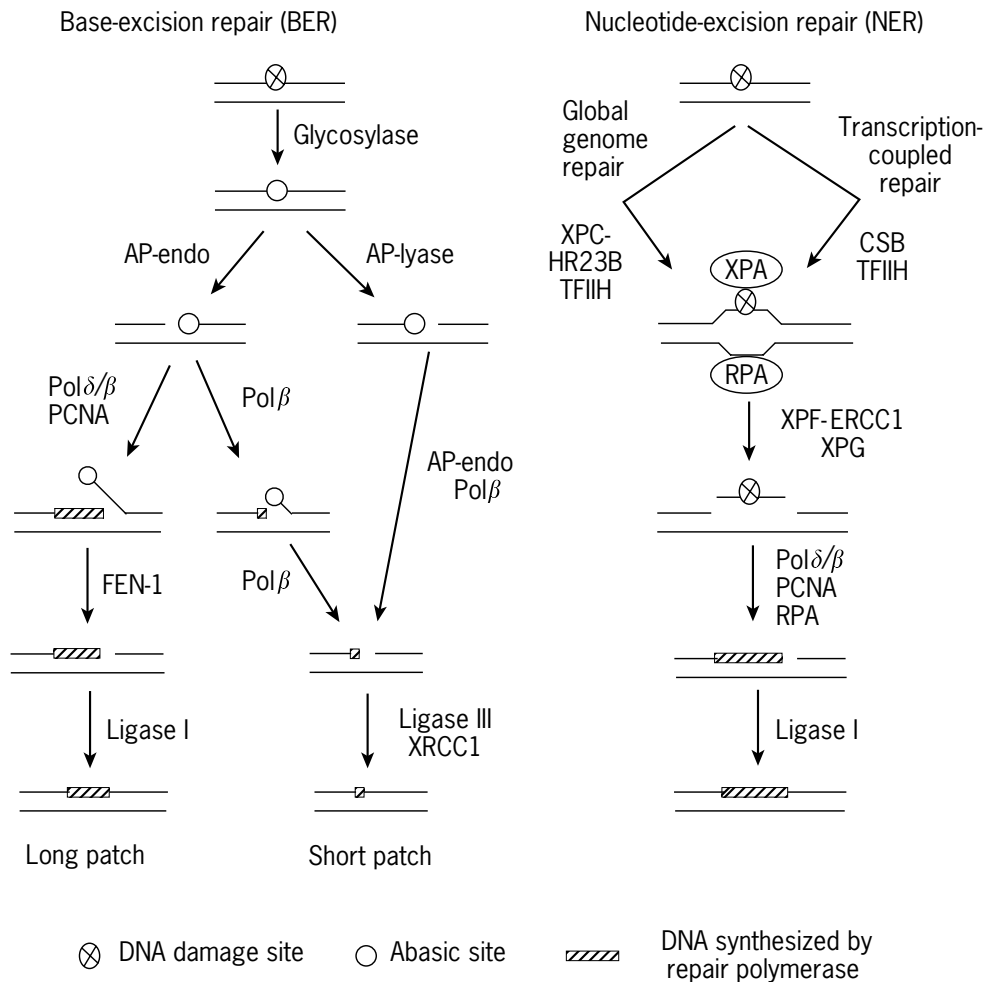 Base-excision repair (BER)
Glycosylase
AP-endo
AP-lyase
Polδ/β
PCNA
Polβ
AP-endo
Polβ
FEN-1
Polβ
Ligase I
Ligase III
XRCC1
Long patch
Short patch
Nucleotide-excision repair (NER)
Global
genome
repair
Transcription-
coupled
repair
XPC-
HR23B
TFIIH
CSB
TFIIH
XPA
RPA
XPF-ERCC1
XPG
Polδ/β
PCNA
RPA
Ligase I
DNA damage site
Abasic site
DNA synthesized by
repair polymerase